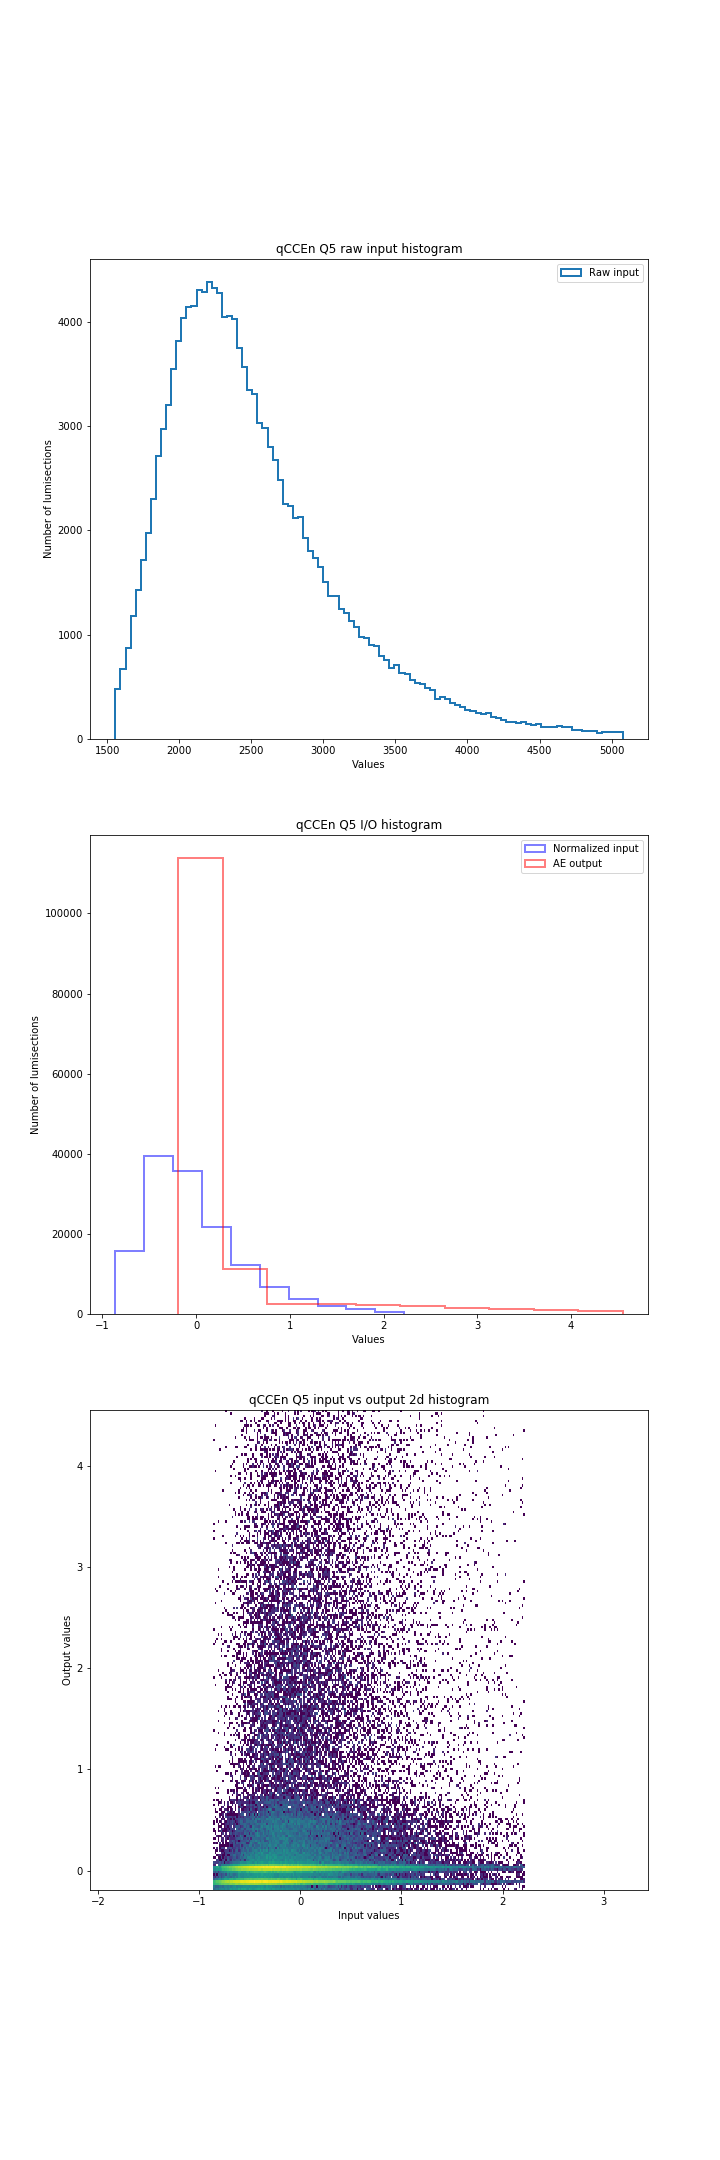 qCCEn Q5 raw input histogram
Raw input
4000
3000
2000
1000
0
Number of lumisections
1500 2000 2500 3000 3500 4000 4500 5000
Values
qCCEn Q5 I/O histogram
Normalized input
AE output
100000
80000
60000
40000
20000
0
Number of lumisections
−1 0 1 2 3 4
Values
qCCEn Q5 input vs output 2d histogram
4
3
2
1
0
Output values
−2 −1 0 1 2 3
Input values